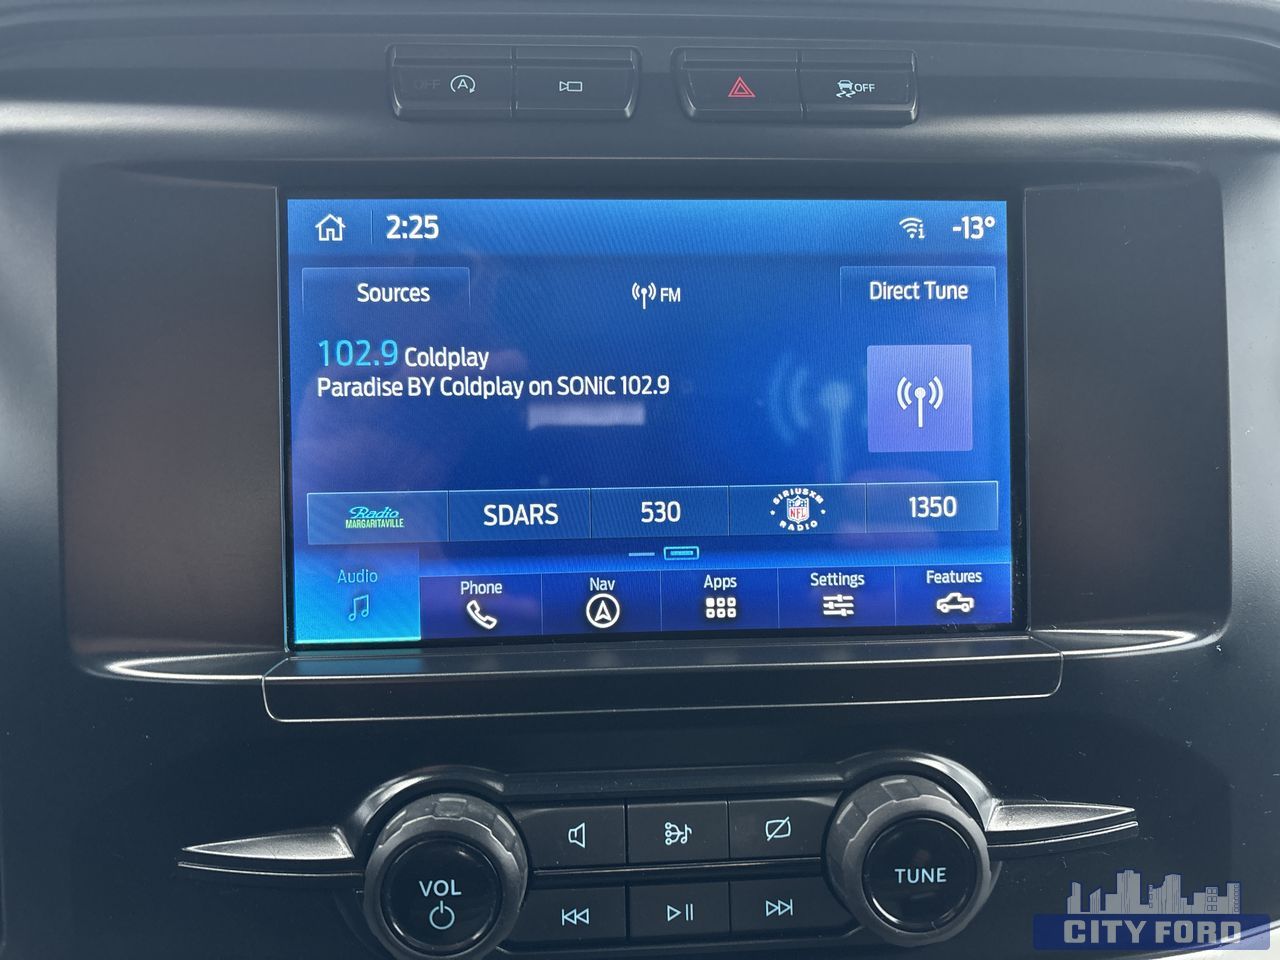 OFF A
OFF
2:25
-13°
Sources
FM
Direct Tune
102.9 Coldplay
Paradise BY Coldplay on SONiC 102.9
Radio
MARGARITAVILLE
SDARS
530
SIRIUSXM
NFL
RADIO
1350
Audio
Phone
Nav
Apps
Settings
Features
VOL
TUNE
CITY FORD